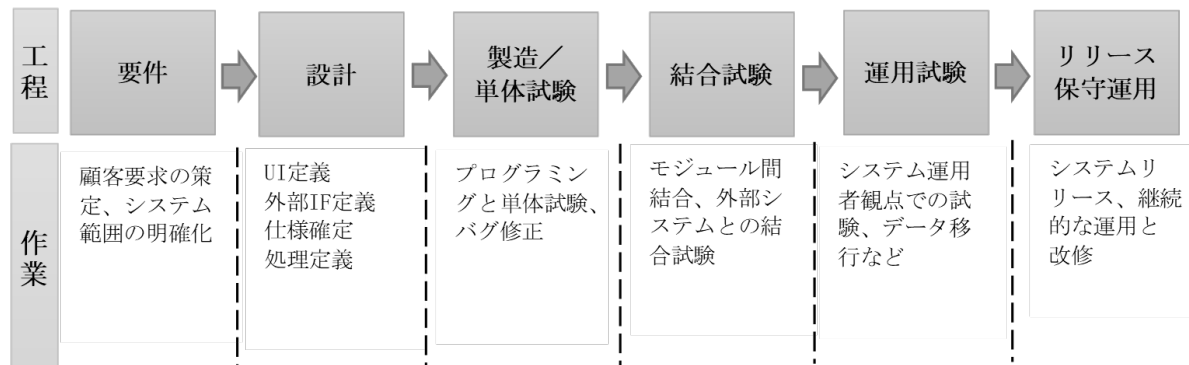 工程
要件
設計
製造／
単体試験
結合試験
運用試験
リリース
保守運用
作業
顧客要求の策
定、システム
範囲の明確化
UI定義
外部IF定義
仕様確定
処理定義
プログラミン
グと単体試験、
バグ修正
モジュール間
結合、外部シ
ステムとの結
合試験
システム運用
者観点での試
験、データ移
行など
システムリ
リース、継続
的な運用と
改修